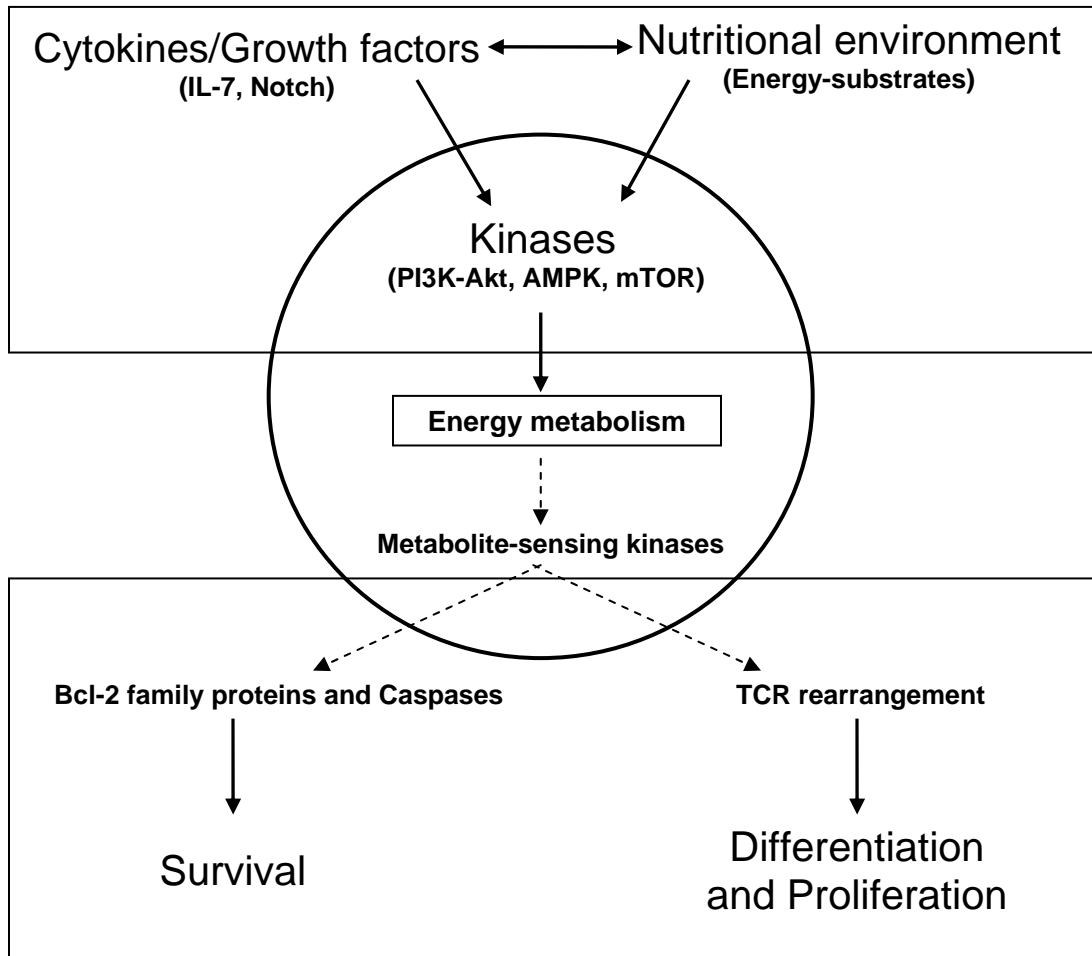 Cytokines/Growth factors
(IL-7, Notch)
Nutritional environment
(Energy-substrates)
Kinases
(PI3K-Akt, AMPK, mTOR)
Energy metabolism
Metabolite-sensing kinases
Bcl-2 family proteins and Caspases
TCR rearrangement
Survival
Differentiation
and Proliferation